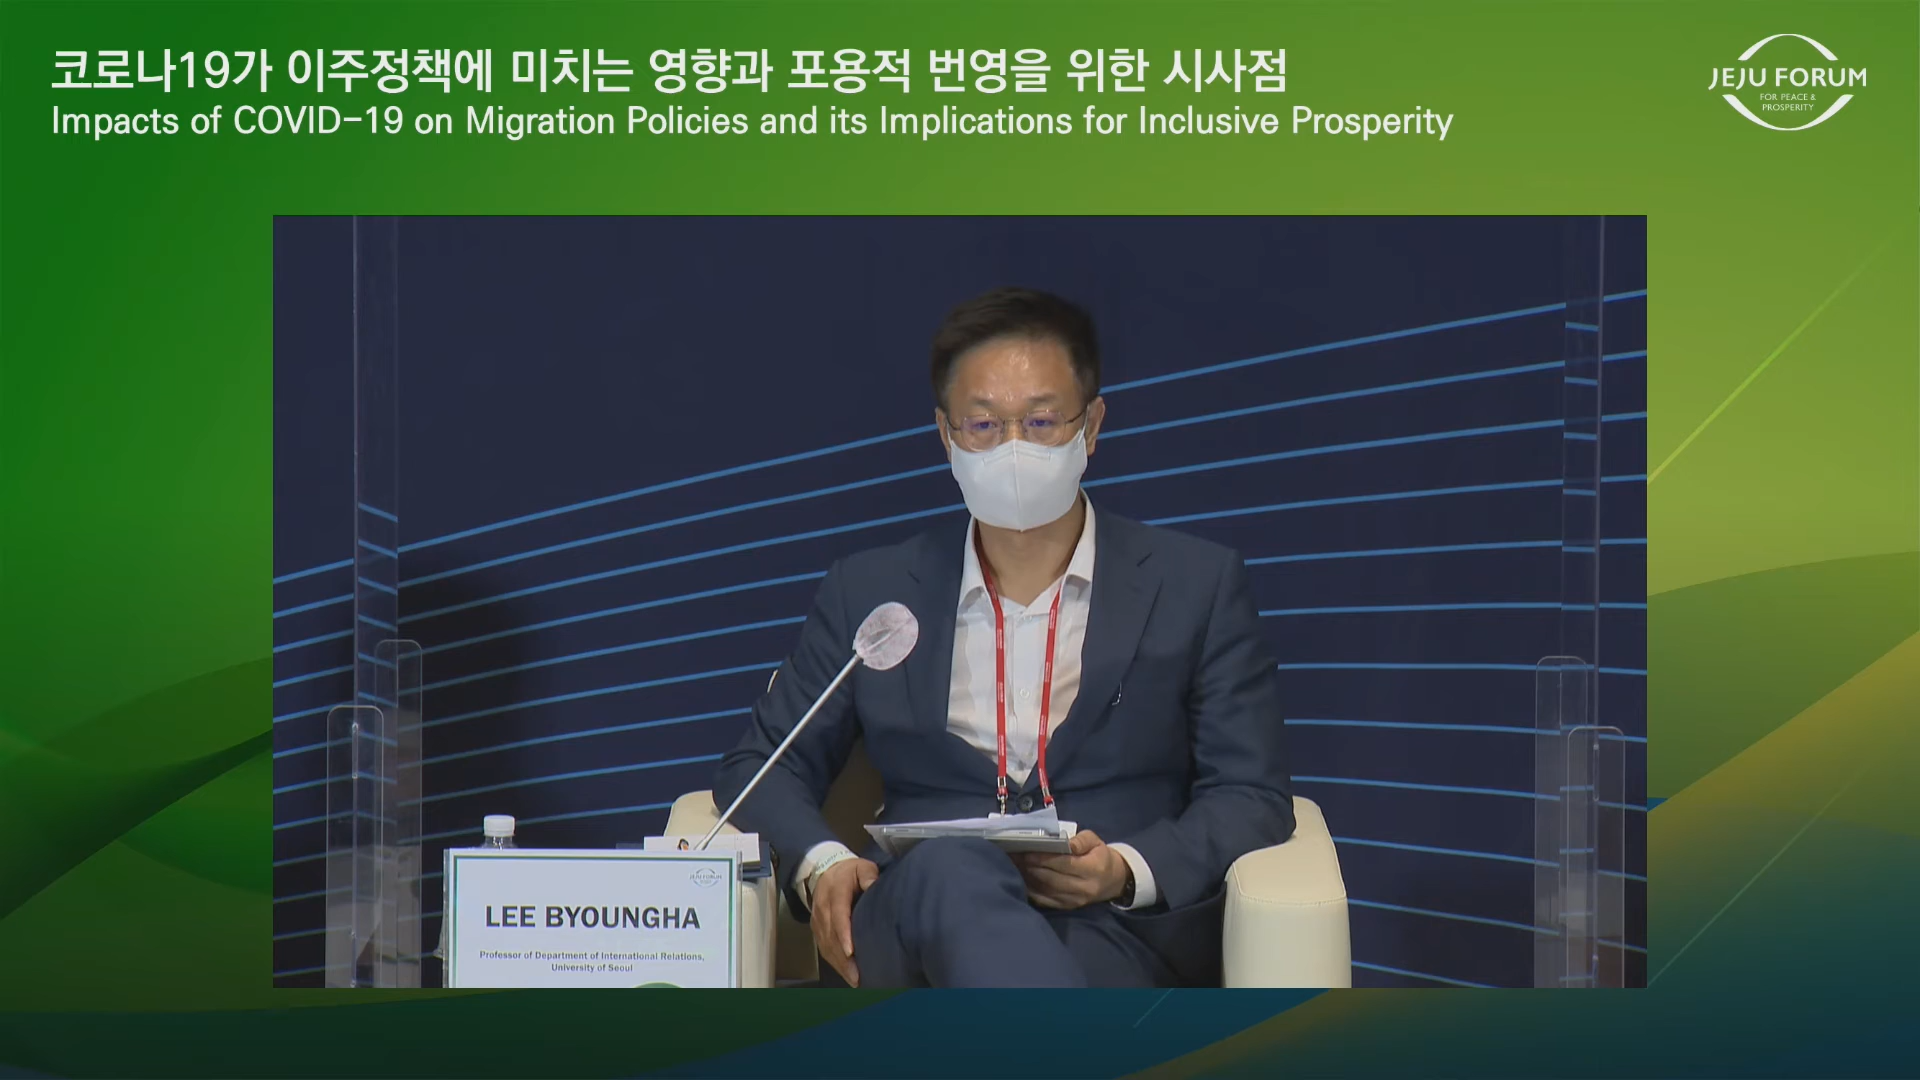 코로나19가 이주정책에 미치는 영향과 포용적 번영을 위한 시사점
Impacts of COVID-19 on Migration Policies and its Implications for Inclusive Prosperity
JEJU FORUM
FOR PEACE &
PROSPERITY
JEJU FORUM
LEE BYOUNGHA
Professor of Department of International Relations,
University of Seoul